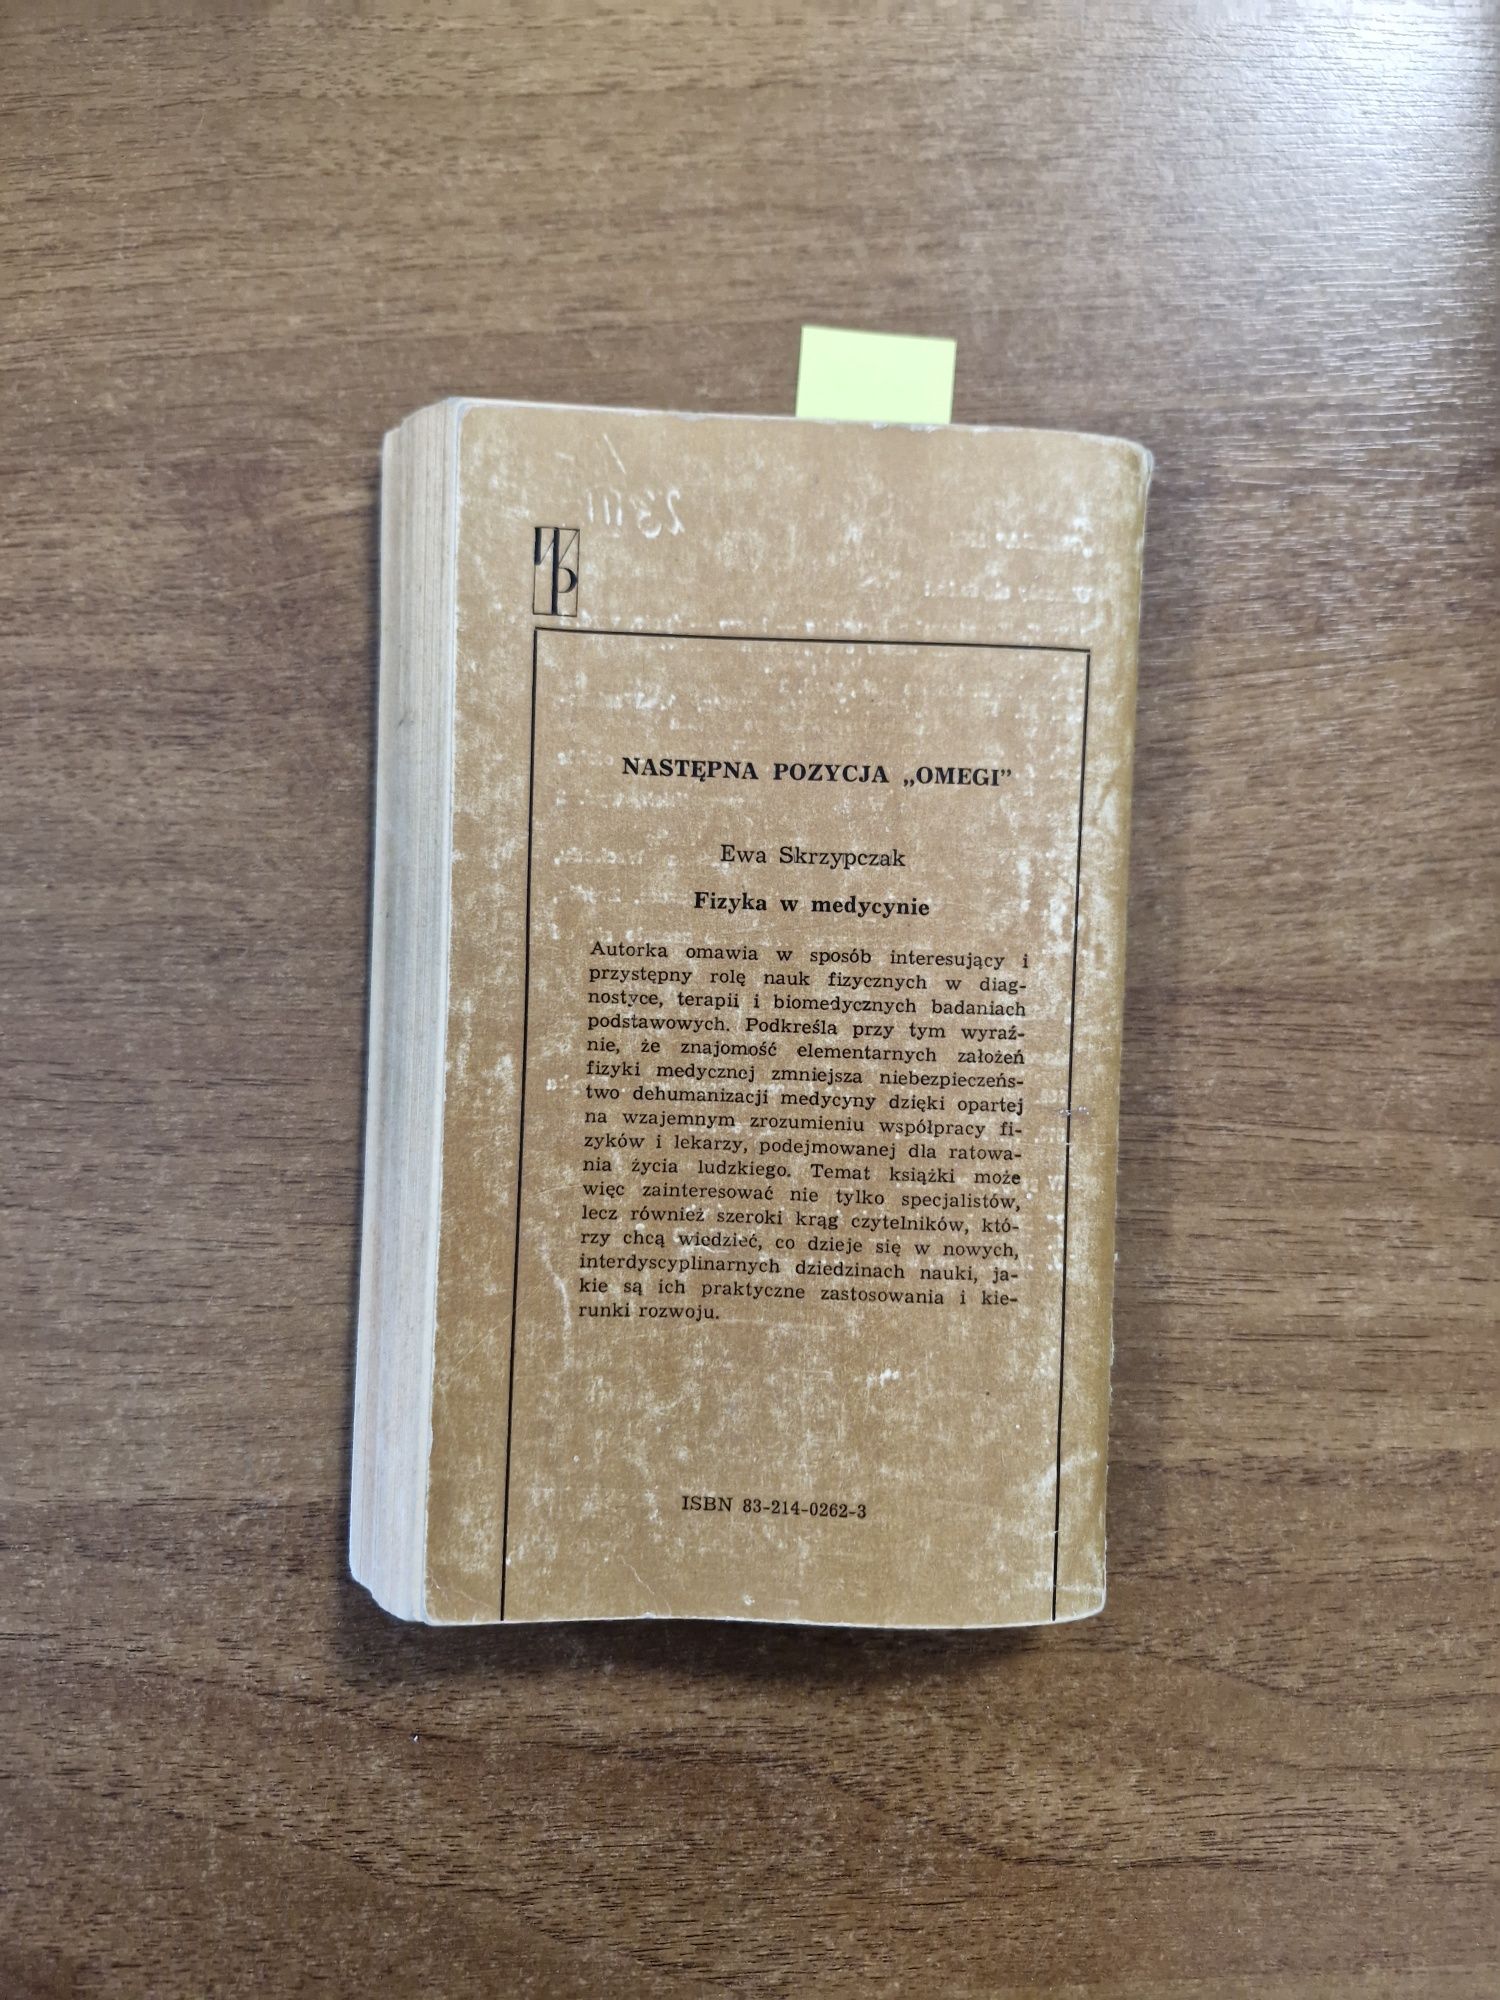 WP
NASTĘPNA POZYCJA „OMEGI”
Ewa Skrzypczak
Fizyka w medycynie
Autorka omawia w sposób interesujący i
przystępny rolę nauk fizycznych w diag-
nostyce, terapii i biomedycznych badaniach
podstawowych. Podkreśla przy tym wyraź-
nie, że znajomość elementarnych założeń
fizyki medycznej zmniejsza niebezpieczeńs-
two dehumanizacji medycyny dzięki opartej
na wzajemnym zrozumieniu współpracy fi-
zyków i lekarzy, podejmowanej dla ratowa-
nia życia ludzkiego. Temat książki może
więc zainteresować nie tylko specjalistów,
lecz również szeroki krąg czytelników, któ-
rzy chcą wiedzieć, co dzieje się w nowych,
interdyscyplinarnych dziedzinach nauki, ja-
kie są ich praktyczne zastosowania i kie-
runki rozwoju.
ISBN 83-214-0262-3